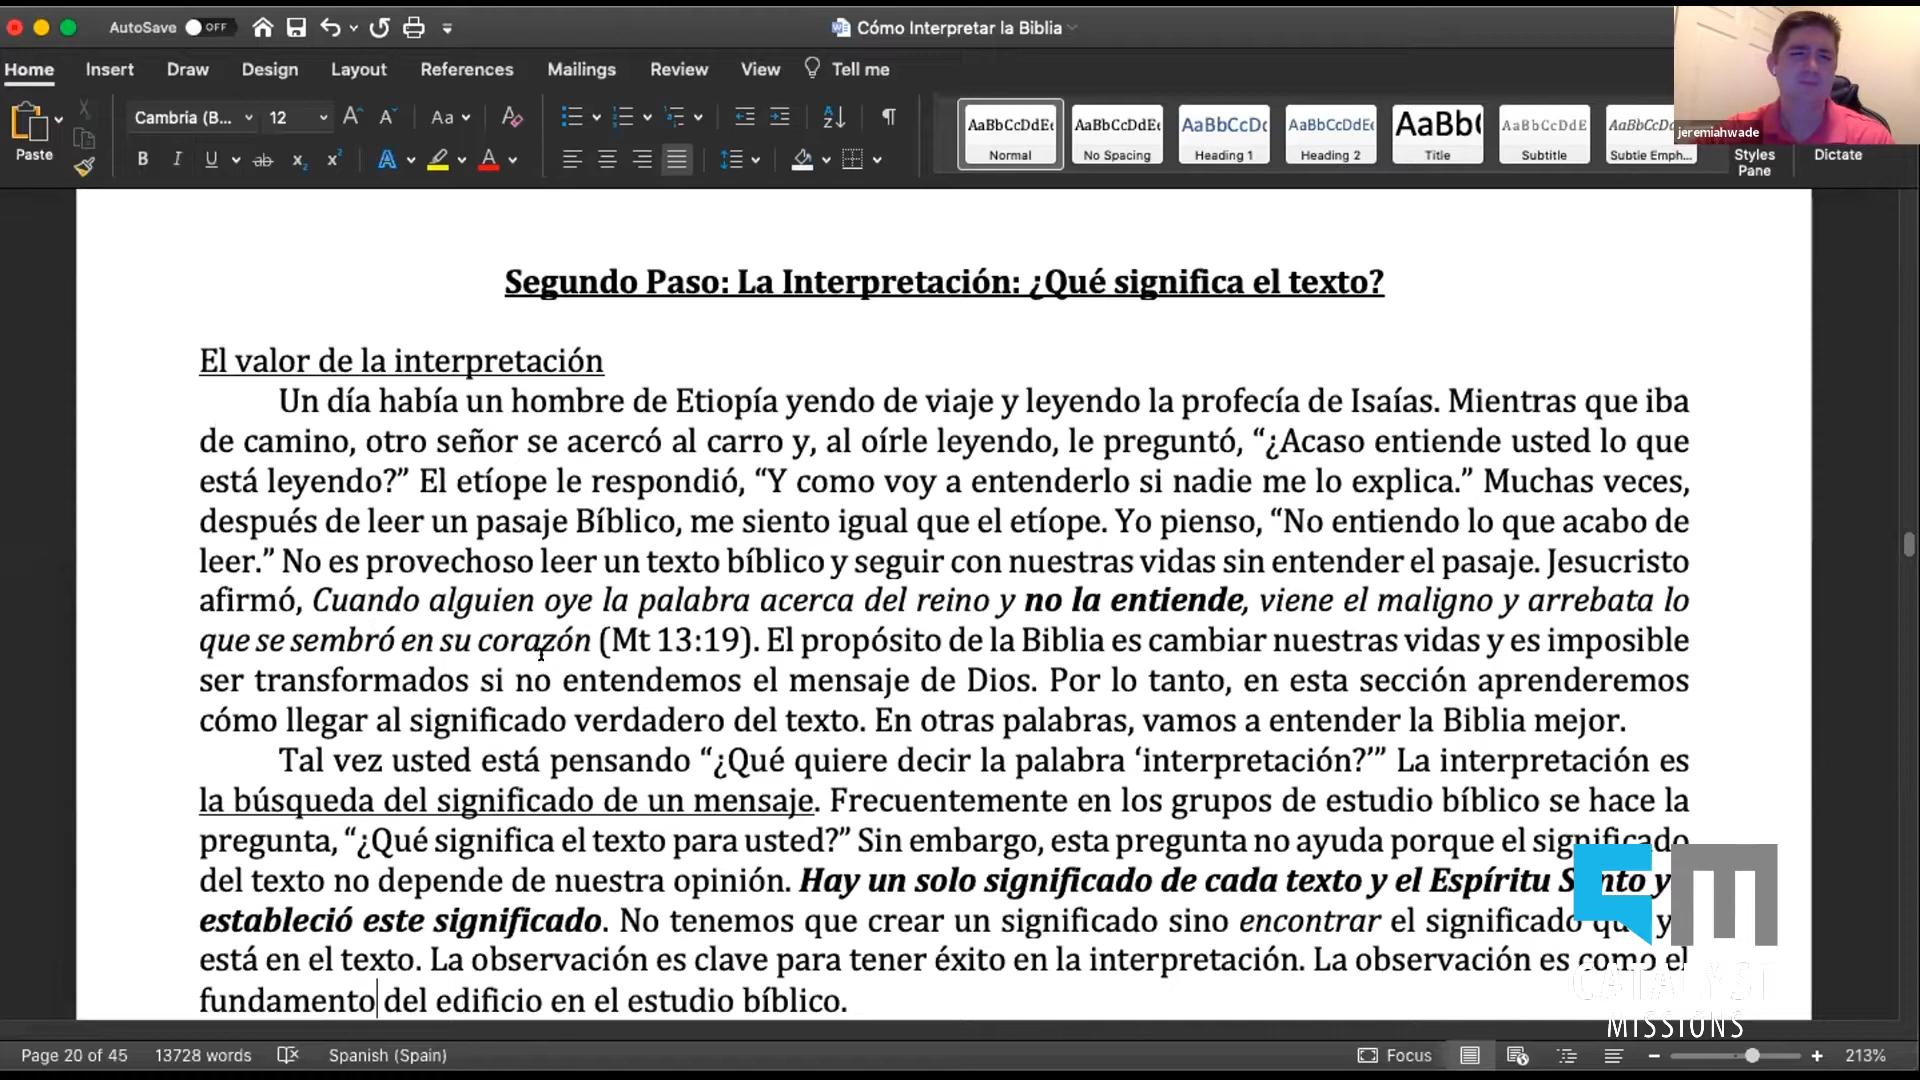 AutoSave OFF
Cómo Interpretar la Biblia
Home Insert Draw Design Layout References Mailings Review View Tell me
Paste
Cambria (B... 12
AaBbCcDdEe AaBbCcDdEe AaBbCcDc AaBbCcDdEe AaBb( AaBbCcDdE AaBbCcDc
Normal No Spacing Heading 1 Heading 2 Title Subtitle Subtle Emph...
Styles Pane
Dictate
jeremiahwade
Segundo Paso: La Interpretación: ¿Qué significa el texto?
El valor de la interpretación
Un día había un hombre de Etiopía yendo de viaje y leyendo la profecía de Isaías. Mientras que iba
de camino, otro señor se acercó al carro y, al oírle leyendo, le preguntó, “¿Acaso entiende usted lo que
está leyendo?” El etíope le respondió, “Y como voy a entenderlo si nadie me lo explica.” Muchas veces,
después de leer un pasaje Bíblico, me siento igual que el etíope. Yo pienso, “No entiendo lo que acabo de
leer.” No es provechoso leer un texto bíblico y seguir con nuestras vidas sin entender el pasaje. Jesucristo
afirmó, Cuando alguien oye la palabra acerca del reino y no la entiende, viene el maligno y arrebata lo
que se sembró en su corazón (Mt 13:19). El propósito de la Biblia es cambiar nuestras vidas y es imposible
ser transformados si no entendemos el mensaje de Dios. Por lo tanto, en esta sección aprenderemos
cómo llegar al significado verdadero del texto. En otras palabras, vamos a entender la Biblia mejor.
Tal vez usted está pensando “¿Qué quiere decir la palabra ‘interpretación?’” La interpretación es
la búsqueda del significado de un mensaje. Frecuentemente en los grupos de estudio bíblico se hace la
pregunta, “¿Qué significa el texto para usted?” Sin embargo, esta pregunta no ayuda porque el significado
del texto no depende de nuestra opinión. Hay un solo significado de cada texto y el Espíritu Santo y
estableció este significado. No tenemos que crear un significado sino encontrar el significado que y
está en el texto. La observación es clave para tener éxito en la interpretación. La observación es como el
fundamento del edificio en el estudio bíblico.
CATALYST
MISSIONS
Page 20 of 45 13728 words Spanish (Spain) Focus 213%